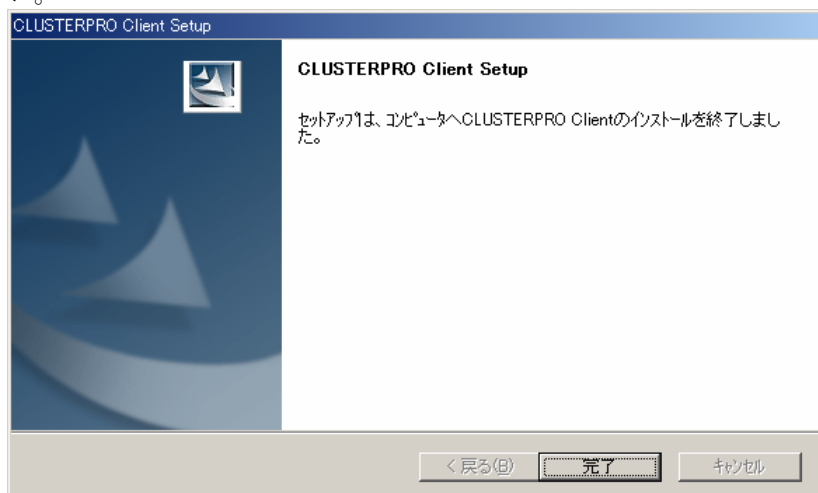 い。
CLUSTERPRO Client Setup
CLUSTERPRO Client Setup
セットアップは、コンピュータへCLUSTERPRO Clientのインストールを終了しまし
た。
< 戻る(B)
完了
キャンセル